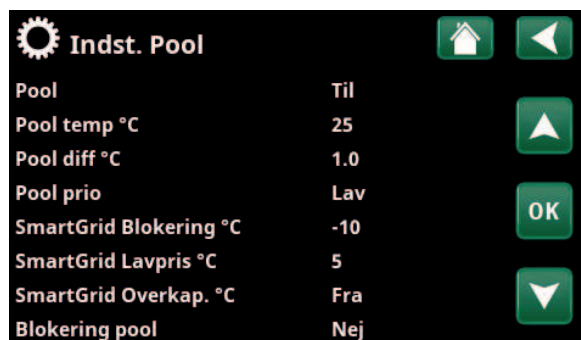 Indst. Pool
Pool Til
Pool temp °C 25
Pool diff °C 1.0
Pool prio Lav
SmartGrid Blokering °C -10
SmartGrid Lavpris °C 5
SmartGrid Overkap. °C Fra
Blokering pool Nej
OK